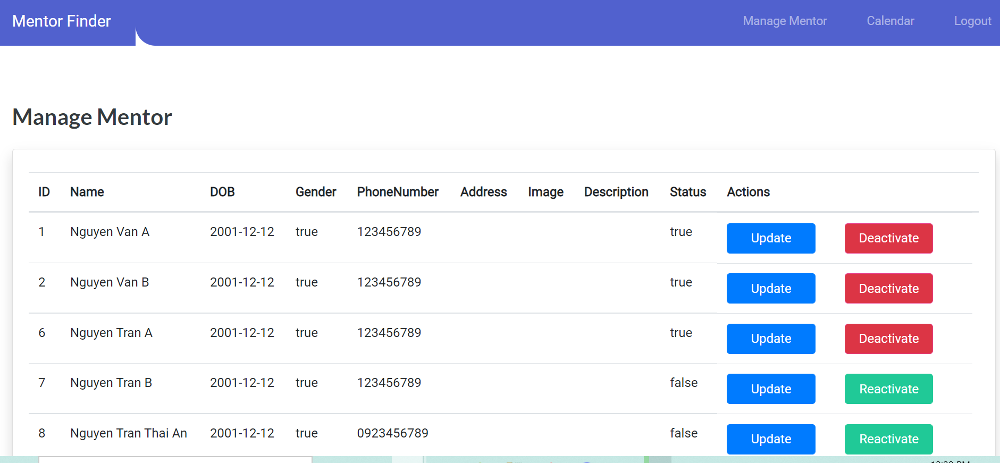 Mentor Finder Manage Mentor Calendar Logout
Manage Mentor
ID Name DOB Gender PhoneNumber Address Image Description Status Actions
1 Nguyen Van A 2001-12-12 true 123456789 true Update Deactivate
2 Nguyen Van B 2001-12-12 true 123456789 true Update Deactivate
6 Nguyen Tran A 2001-12-12 true 123456789 true Update Deactivate
7 Nguyen Tran B 2001-12-12 true 123456789 false Update Reactivate
8 Nguyen Tran Thai An 2001-12-12 true 0923456789 false Update Reactivate